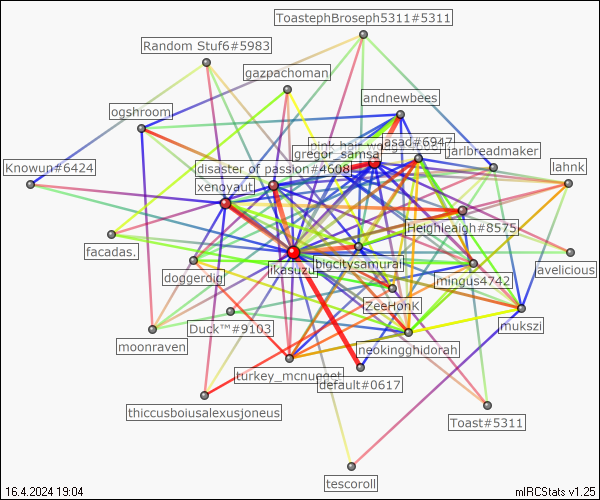 ToastephBroseph5311#5311
Random Stuf6#5983
gazpachoman
andnewbees
ogshroom
pink hair
asad#6947
gregor_samsa
jarlbreadmaker
Knowun#6424
disaster of passion#4608
lahnk
xenoyaut
Heighleaigh#8575
facadas.
ikasuzu
bigcitysamurai
avelicious
doggerdig
mingus4742
ZeeHonk
mukszi
Duck™#9103
moonraven
neokingghidorah
turkey_mcnugget
default#0617
thiccusboiusalexusjoneus
Toast#5311
tescoroll
16.4.2024 19:04
mIRCStats v1.25